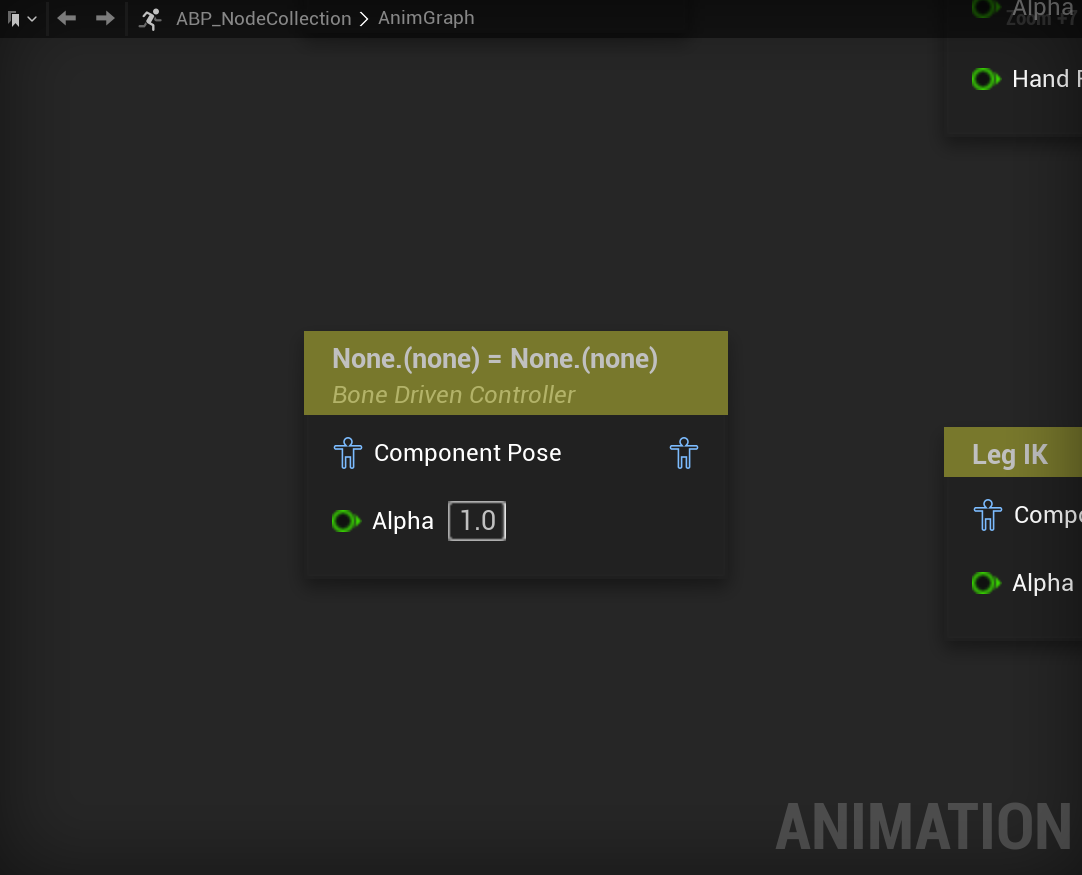 ABP_NodeCollection > AnimGraph
Alpha
Zoom +7
Hand
None.(none) = None.(none)
Bone Driven Controller
Component Pose
Alpha 1.0
Leg IK
Compo
Alpha
ANIMATION